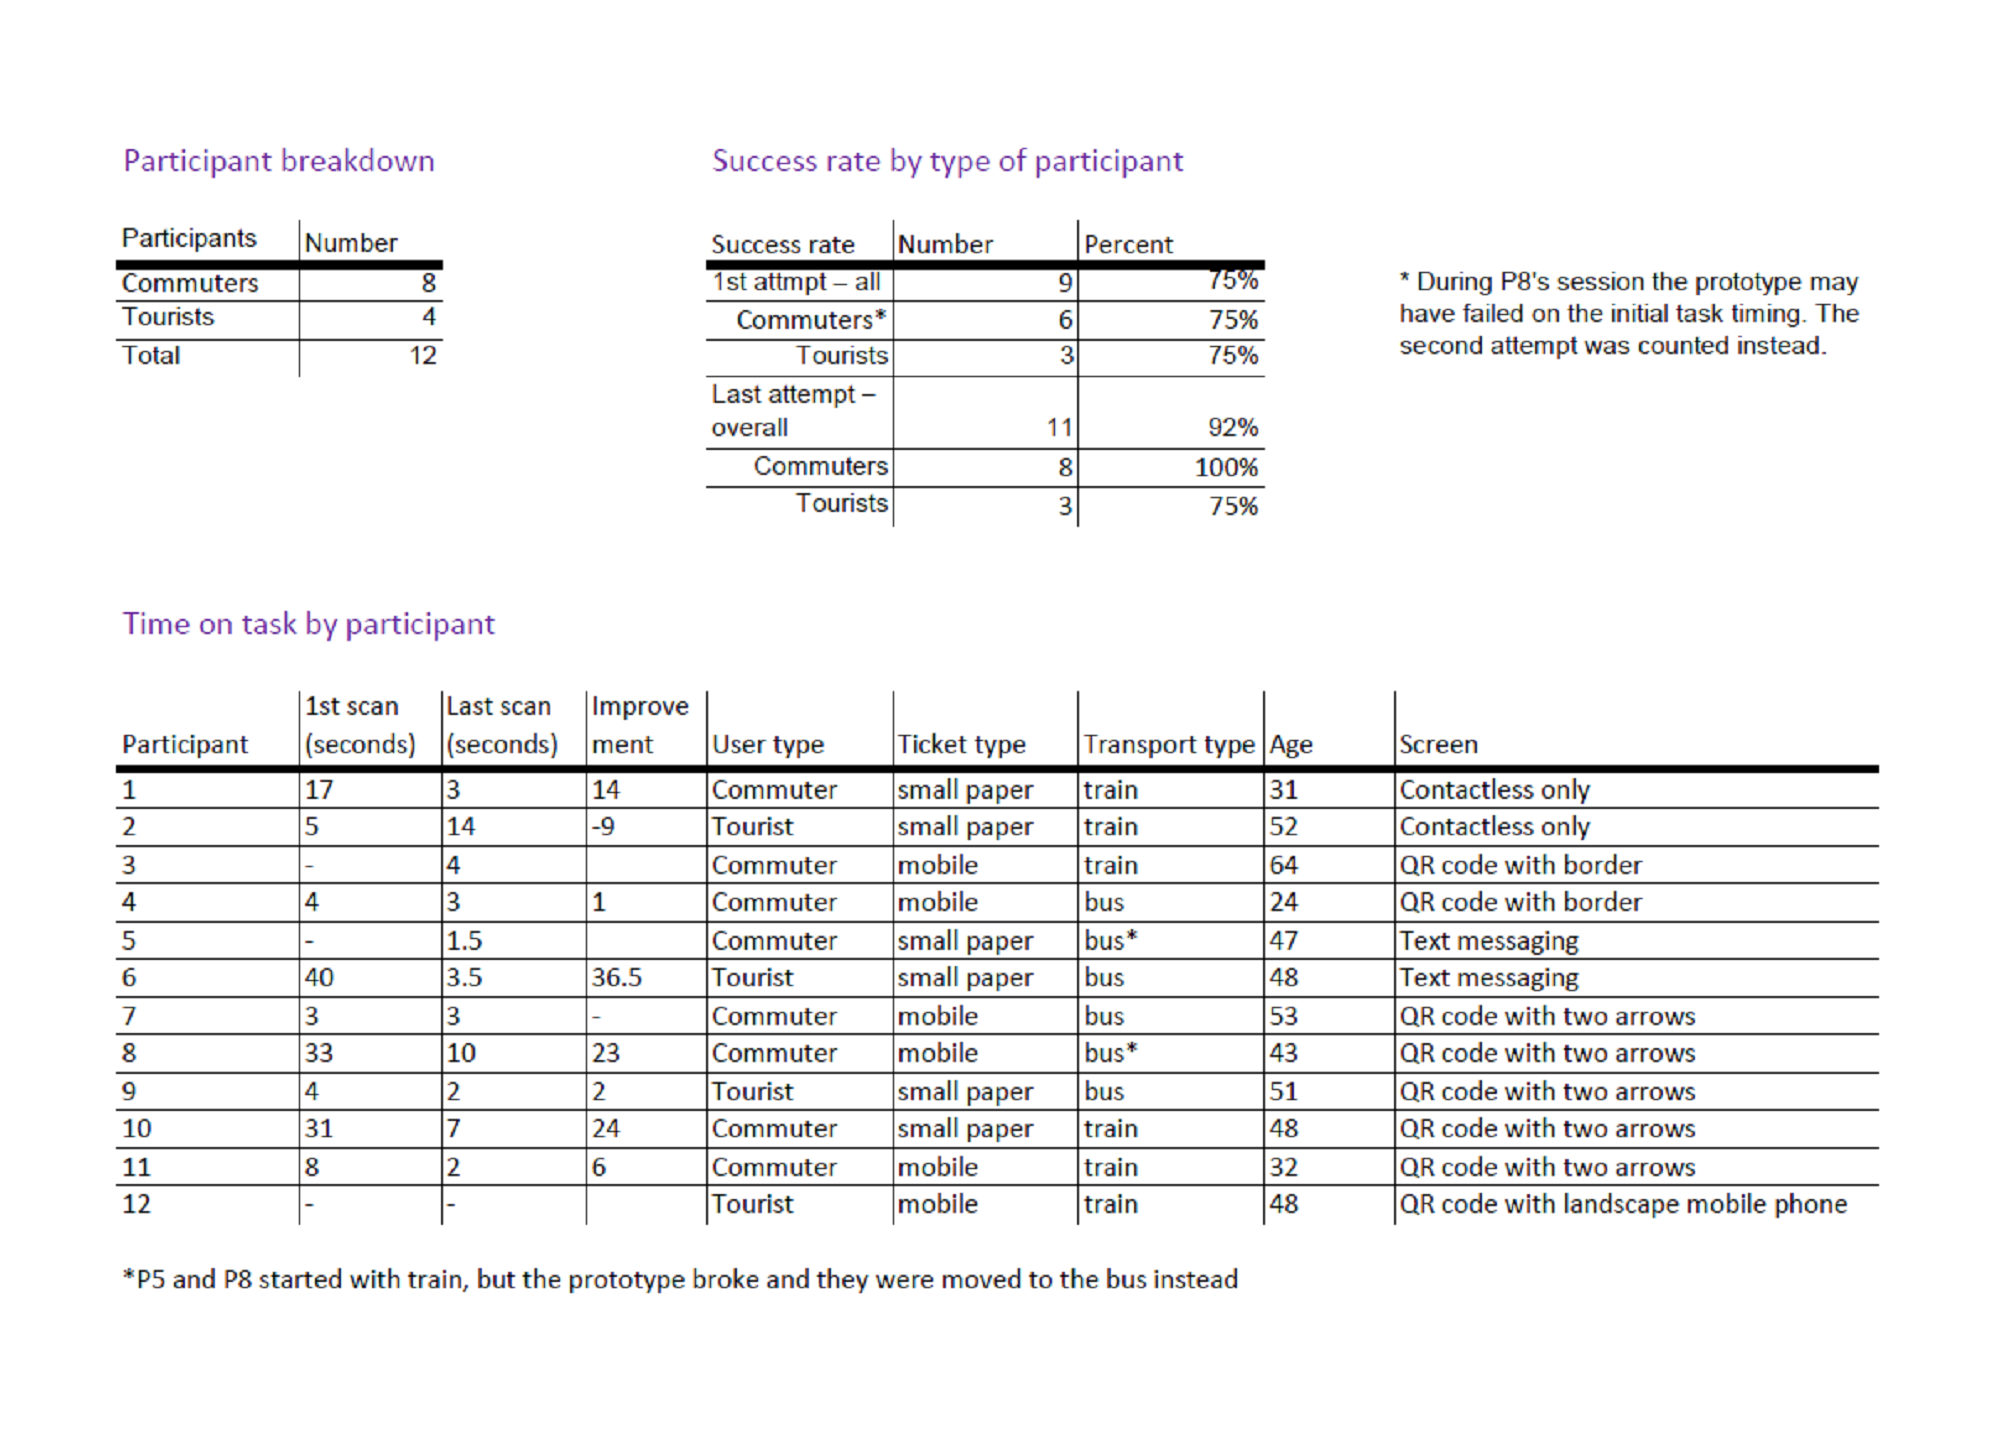 Participant breakdown
Success rate by type of participant
Participants Number
Commuters 8
Tourists 4
Total 12
Success rate Number Percent
1st attmpt – all 9 75%
Commuters* 6 75%
Tourists 3 75%
Last attempt –
overall 11 92%
Commuters 8 100%
Tourists 3 75%
* During P8's session the prototype may
have failed on the initial task timing. The
second attempt was counted instead.
Time on task by participant
1st scan Last scan Improve
Participant (seconds) (seconds) ment User type Ticket type Transport type Age Screen
1 17 3 14 Commuter small paper train 31 Contactless only
2 5 14 -9 Tourist small paper train 52 Contactless only
3 - 4 Commuter mobile train 64 QR code with border
4 4 3 1 Commuter mobile bus 24 QR code with border
5 - 1.5 Commuter small paper bus* 47 Text messaging
6 40 3.5 36.5 Tourist small paper bus 48 Text messaging
7 3 3 - Commuter mobile bus 53 QR code with two arrows
8 33 10 23 Commuter mobile bus* 43 QR code with two arrows
9 4 2 2 Tourist small paper bus 51 QR code with two arrows
10 31 7 24 Commuter small paper train 48 QR code with two arrows
11 8 2 6 Commuter mobile train 32 QR code with two arrows
12 - - Tourist mobile train 48 QR code with landscape mobile phone
*P5 and P8 started with train, but the prototype broke and they were moved to the bus instead